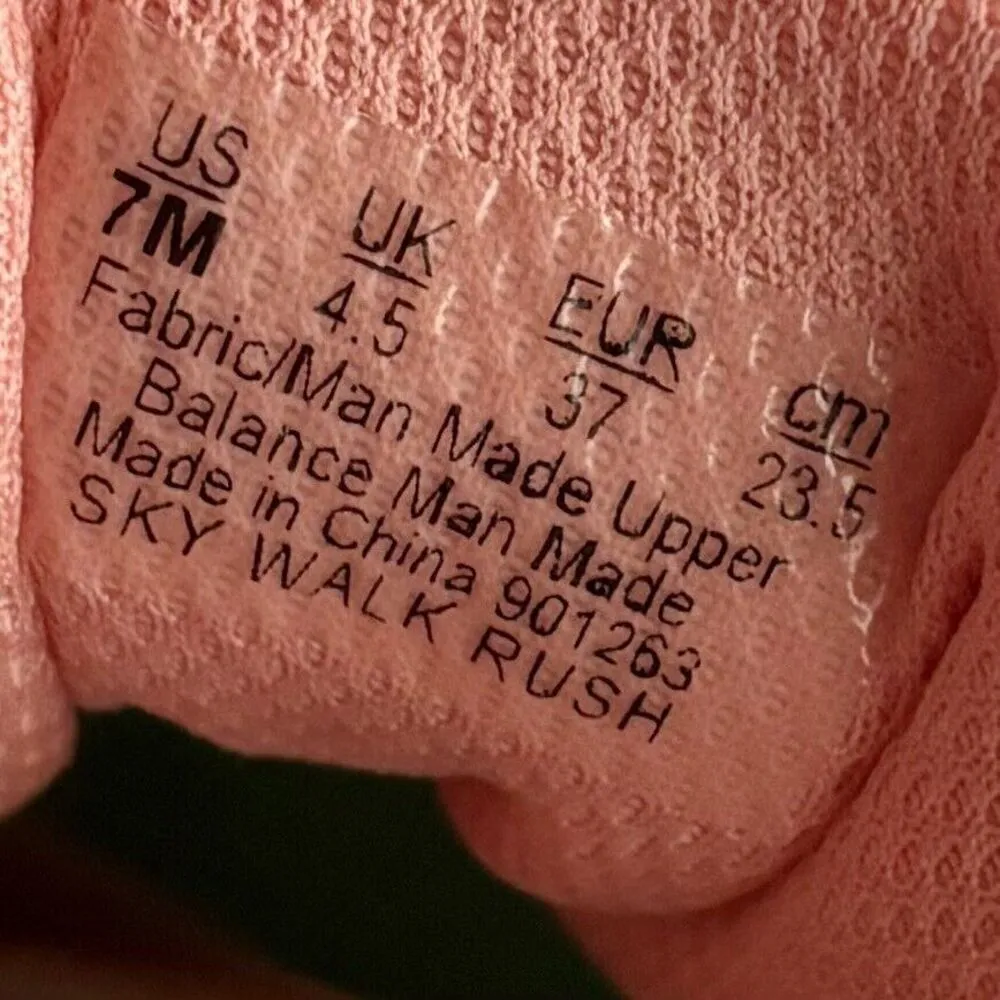 US UK EUR cm
7M 4.5 37 23.5
Fabric/Man Made Upper
Balance Man Made
Made in China 901263
SKY WALK RUSH